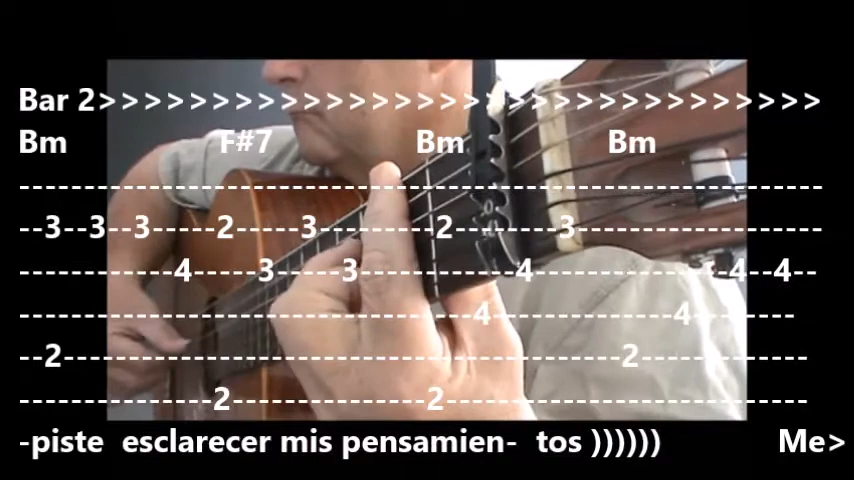 Bar 2>>>>>>>>>>>>>>>>>>>>>>>>>>>>>>>>
Bm F#7 Bm Bm
--------------------------------------------------------------------------
--3--3--3------2-----3-----------2----------3----------------------
--------------4------3------3---------------4------------------4--4--
------------------------------------------4----------------4---------
--2---------------------------------------------------2---------------
------------------2------------------2--------------------------------
-piste esclarecer mis pensamien- tos )))))) Me>